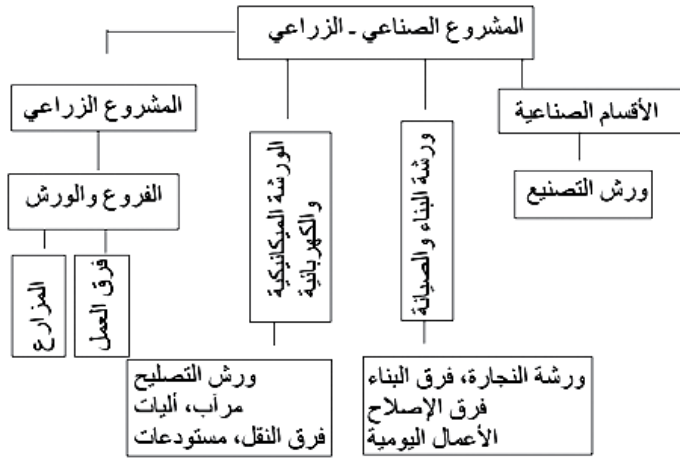 المشروع الصناعي ـ الزراعي
الأقسام الصناعية
ورش التصنيع
ورشة البناء والصيانة
ورشة النجارة، فرق البناء
فرق الإصلاح
الأعمال اليومية
الورشة الميكانيكية
والكهربائية
ورش التصليح
مرآب، أليات
فرق النقل، مستودعات
المشروع الزراعي
الفروع والورش
فرق العمل
المزارع